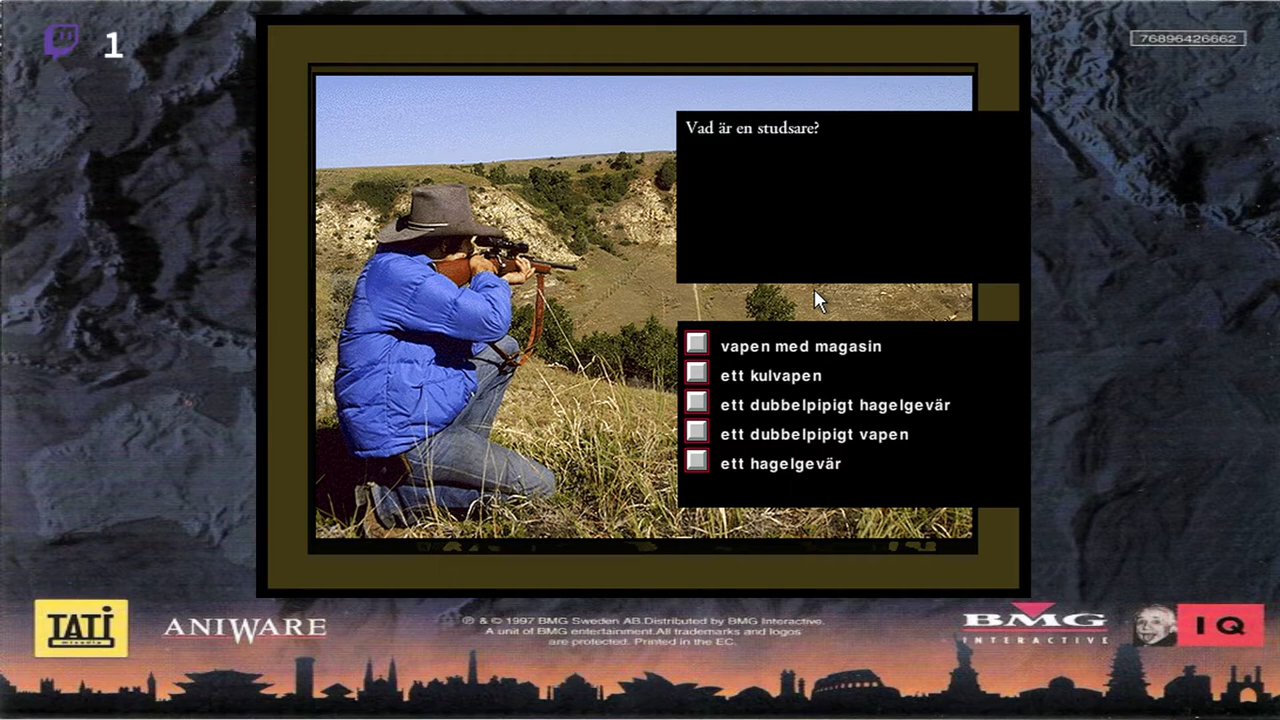 1
76896426662
Vad är en studsare?
vapen med magasin
ett kulvapen
ett dubbelpipigt hagelgevär
ett dubbelpipigt vapen
ett hagelgevär
TATi
mixedia
ANIWARE
℗ & © 1997 BMG Sweden AB.Distributed by BMG Interactive.
A unit of BMG entertainment.All trademarks and logos
are protected. Printed in the EC.
BMG
INTERACTIVE
IQ